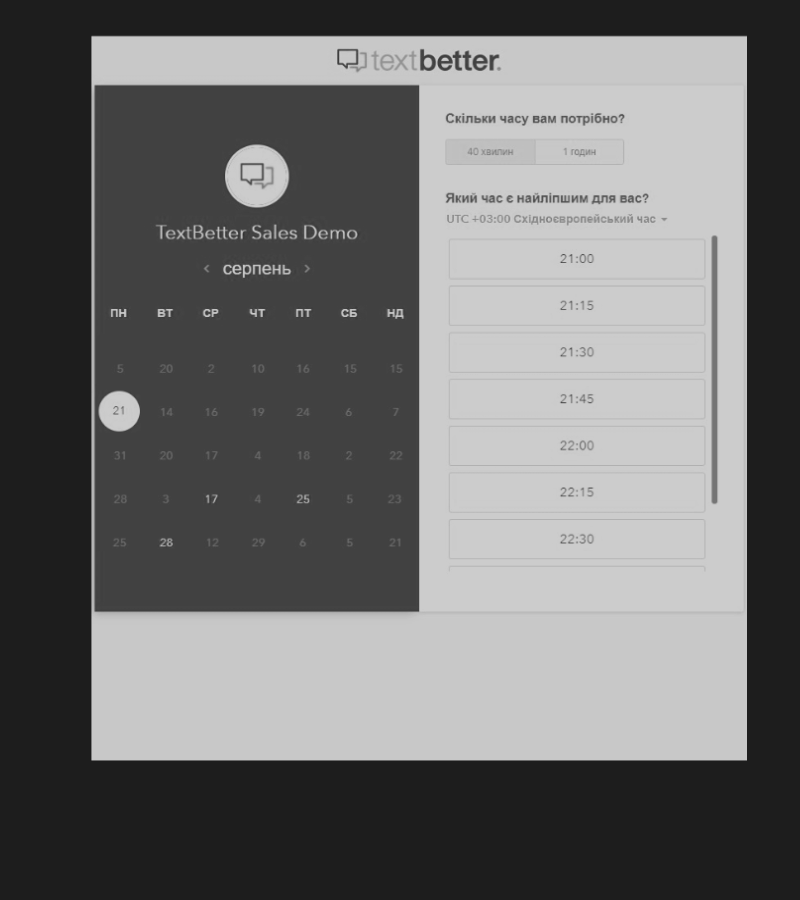 textbetter.
TextBetter Sales Demo
< серпень >
ПН ВТ СР ЧТ ПТ СБ НД
5 20 2 10 16 15 15
21 14 16 19 24 6 7
31 20 17 4 18 2 22
28 3 17 4 25 5 23
25 28 12 29 6 5 21
Скільки часу вам потрібно?
40 хвилин 1 годин
Який час є найліпшим для вас?
UTC +03:00 Східноєвропейський час
21:00
21:15
21:30
21:45
22:00
22:15
22:30